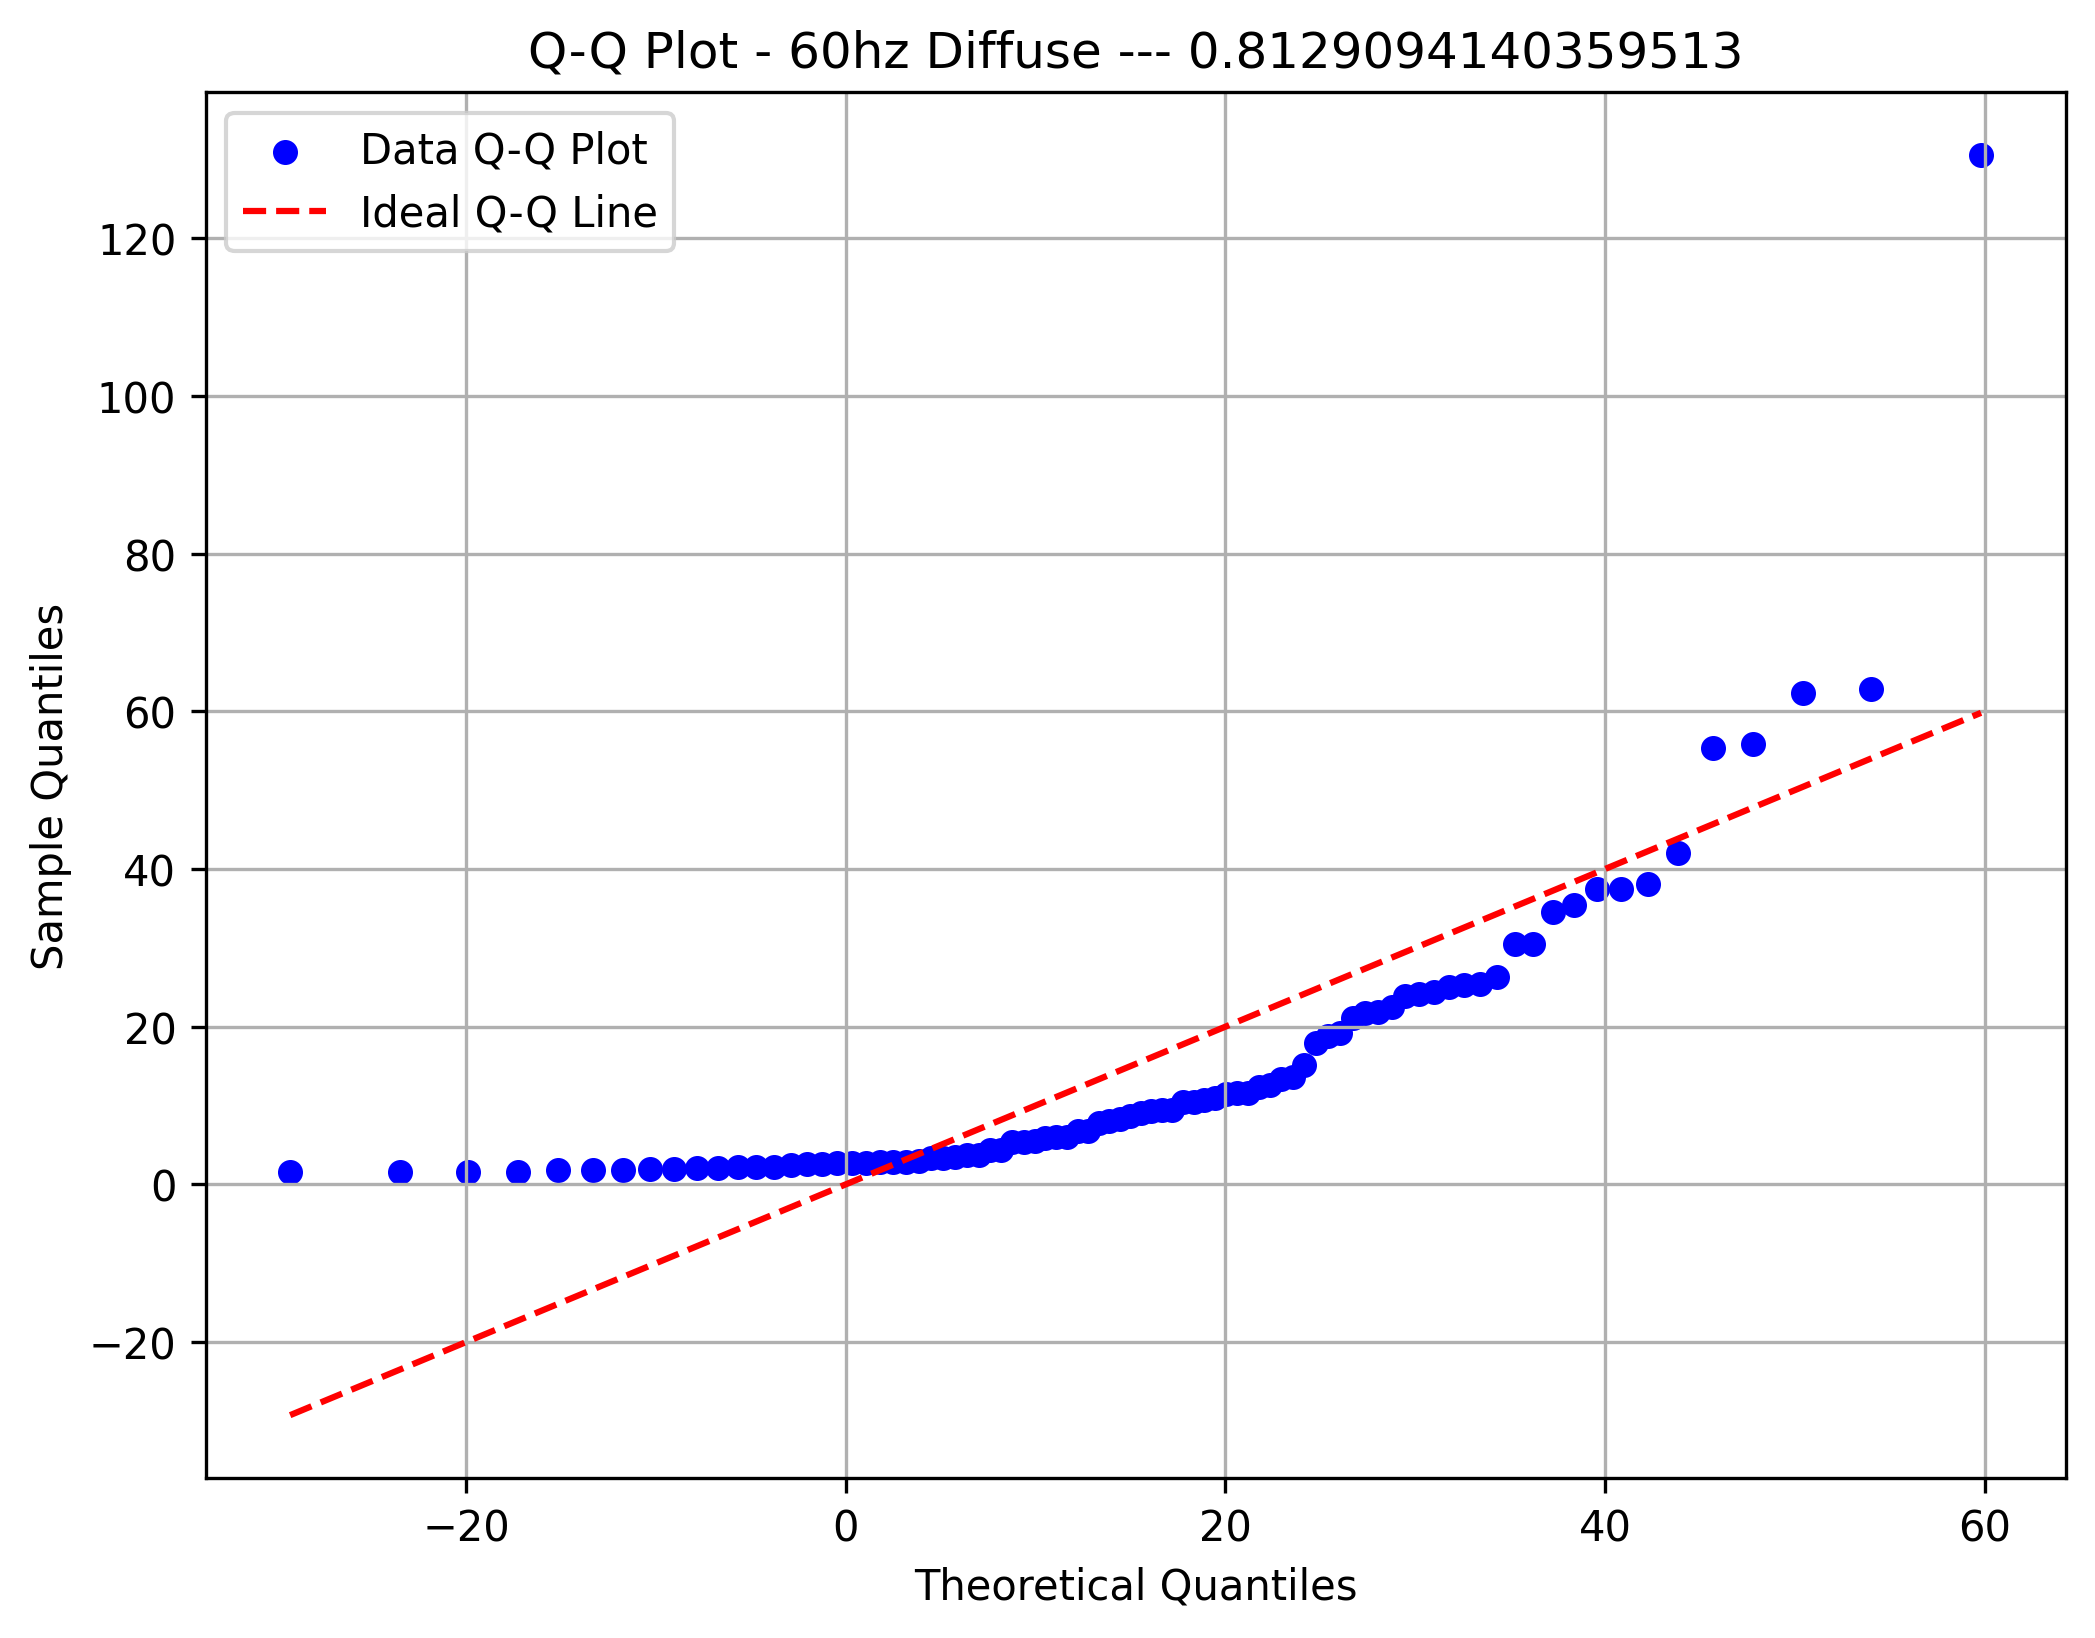 Q-Q Plot - 60hz Diffuse --- 0.8129094140359513
Data Q-Q Plot
Ideal Q-Q Line
120
100
80
60
40
20
0
−20
Sample Quantiles
−20 0 20 40 60
Theoretical Quantiles